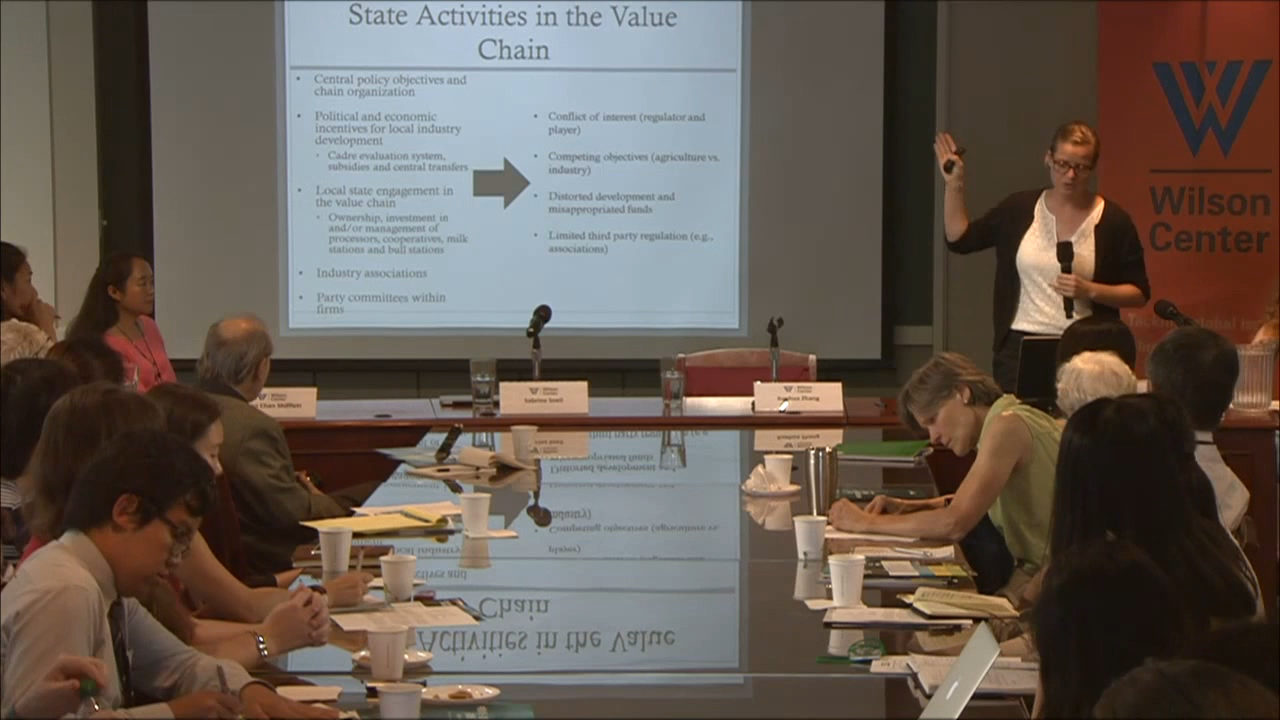 State Activities in the Value
Chain
• Central policy objectives and
chain organization
• Political and economic
incentives for local industry
development
• Cadre evaluation system,
subsidies and central transfers
• Local state engagement in
the value chain
• Ownership, investment in
and/or management of
processors, cooperatives, milk
stations and bull stations
• Industry associations
• Party committees within
firms
• Conflict of interest (regulator and
player)
• Competing objectives (agriculture vs.
industry)
• Distorted development and
misappropriated funds
• Limited third party regulation (e.g.,
associations)
W
Wilson
Center
Wilson
Center
Wilson
Center
Zhang